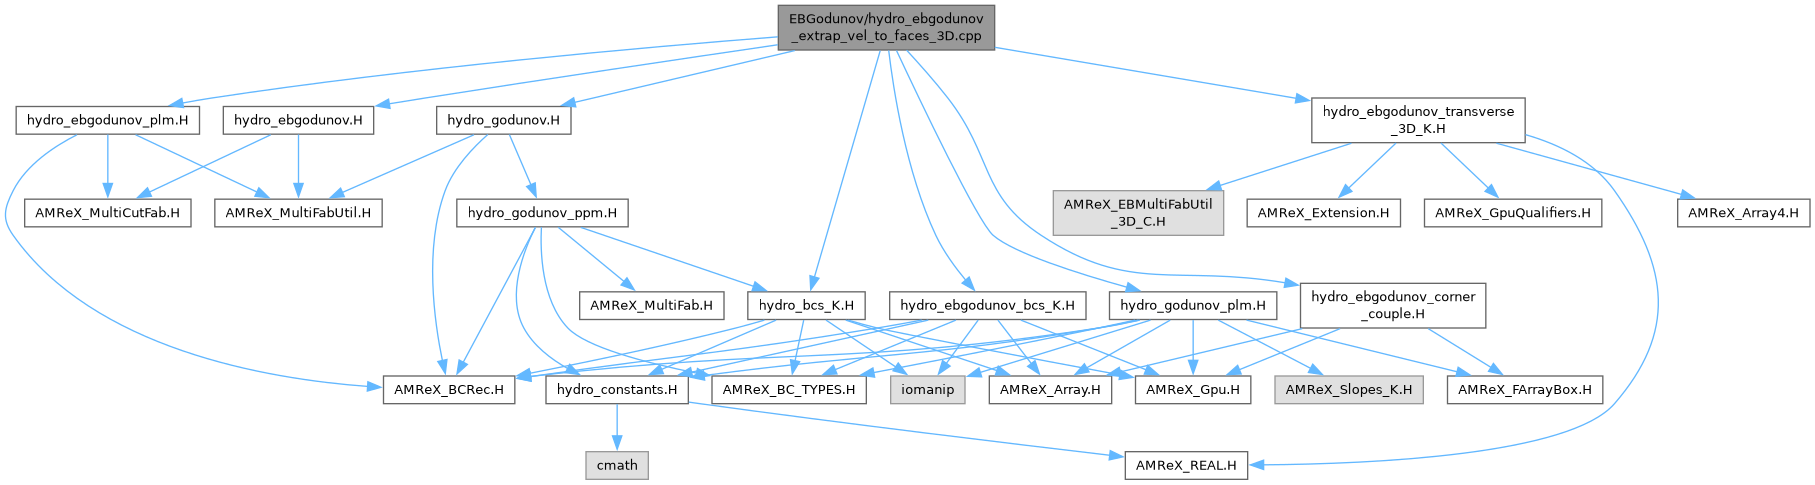 EBGodunov/hydro_ebgodunov
_extrap_vel_to_faces_3D.cpp
hydro_ebgodunov_plm.H
hydro_ebgodunov.H
hydro_godunov.H
hydro_ebgodunov_transverse
_3D_K.H
AMReX_MultiCutFab.H
AMReX_MultiFabUtil.H
hydro_godunov_ppm.H
AMReX_EBMultiFabUtil
_3D_C.H
AMReX_Extension.H
AMReX_GpuQualifiers.H
AMReX_Array4.H
AMReX_MultiFab.H
hydro_bcs_K.H
hydro_ebgodunov_bcs_K.H
hydro_godunov_plm.H
hydro_ebgodunov_corner
_couple.H
AMReX_BCRec.H
hydro_constants.H
AMReX_BC_TYPES.H
iomanip
AMReX_Array.H
AMReX_Gpu.H
AMReX_Slopes_K.H
AMReX_FArrayBox.H
cmath
AMReX_REAL.H